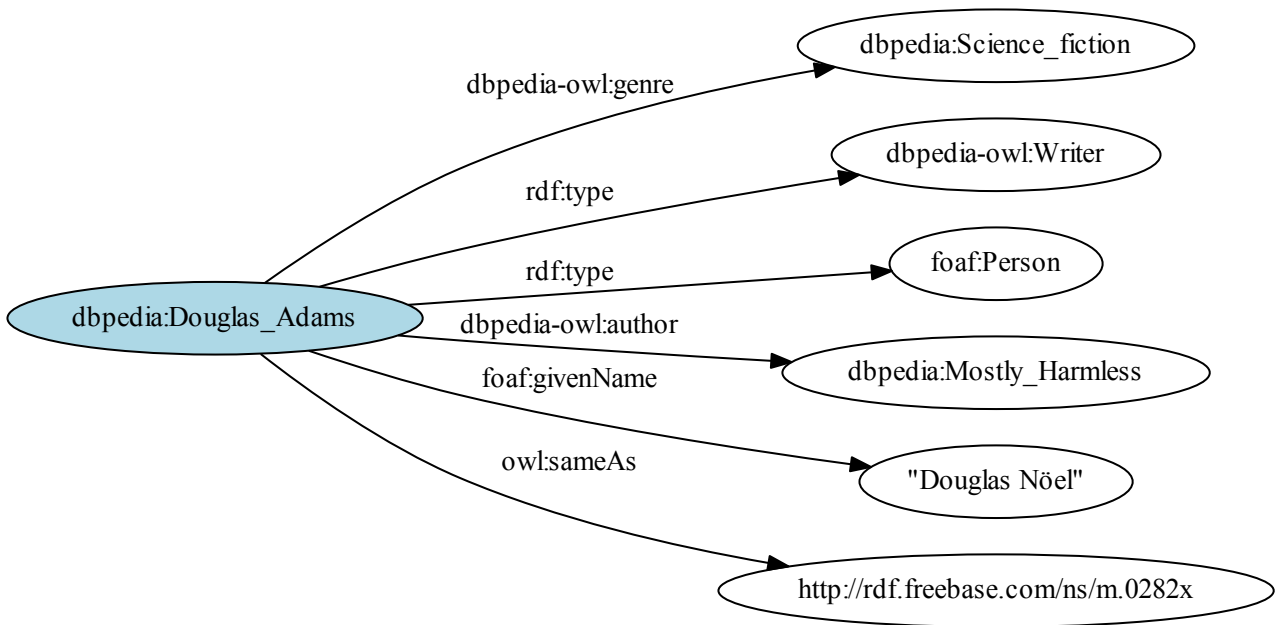 dbpedia:Science_fiction
dbpedia-owl:genre
dbpedia-owl:Writer
rdf:type
foaf:Person
rdf:type
dbpedia:Douglas_Adams
dbpedia-owl:author
dbpedia:Mostly_Harmless
foaf:givenName
"Douglas Nöel"
owl:sameAs
http://rdf.freebase.com/ns/m.0282x